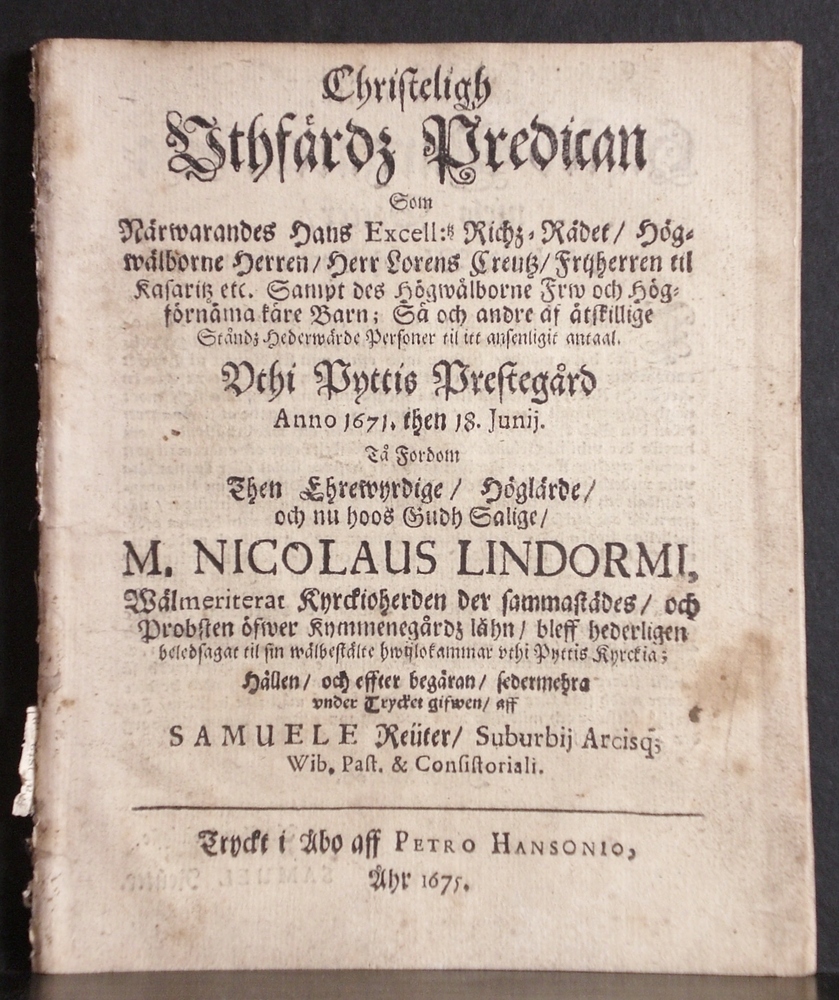 Christeligh
Vthfärdz Predican
Som
Närwarandes Hans Excell:tz Richz-Rådet/ Hög-
wälborne Herren/ Herr Lorens Creutz/ Frijherren til
Kasaritz etc. Sampt des Högwålborne Frw och Hög-
förnäma käre Barn; Så och andre af åtskillige
Ståndz Hederwärde Personer til itt ansenligit antaal.
Vthi Pyttis Prestegård
Anno 1671. then 18. Junij.
Tå Fordom
Then Ehrewyrdige/ Höglärde/
och nu hoos Gudh Salige/
M. NICOLAUS LINDORMI,
Wälmeriterat Kyrckioherden der sammastädes/ och
Probsten öfwer Kymmenegårdz lähn/ bleff hederligen
beledsagat til sin wälbestälte hwijlokammar vthi Pyttis Kyrckia;
Hållen/ och effter begäran/ sedermehra
vnder Trycket gifwen/ aff
SAMUELE Reüter/ Suburbij Arcisq;
Wib. Past. & Consistoriali.
Tryckt i Åbo aff PETRO HANSONIO,
Åhr 1675.